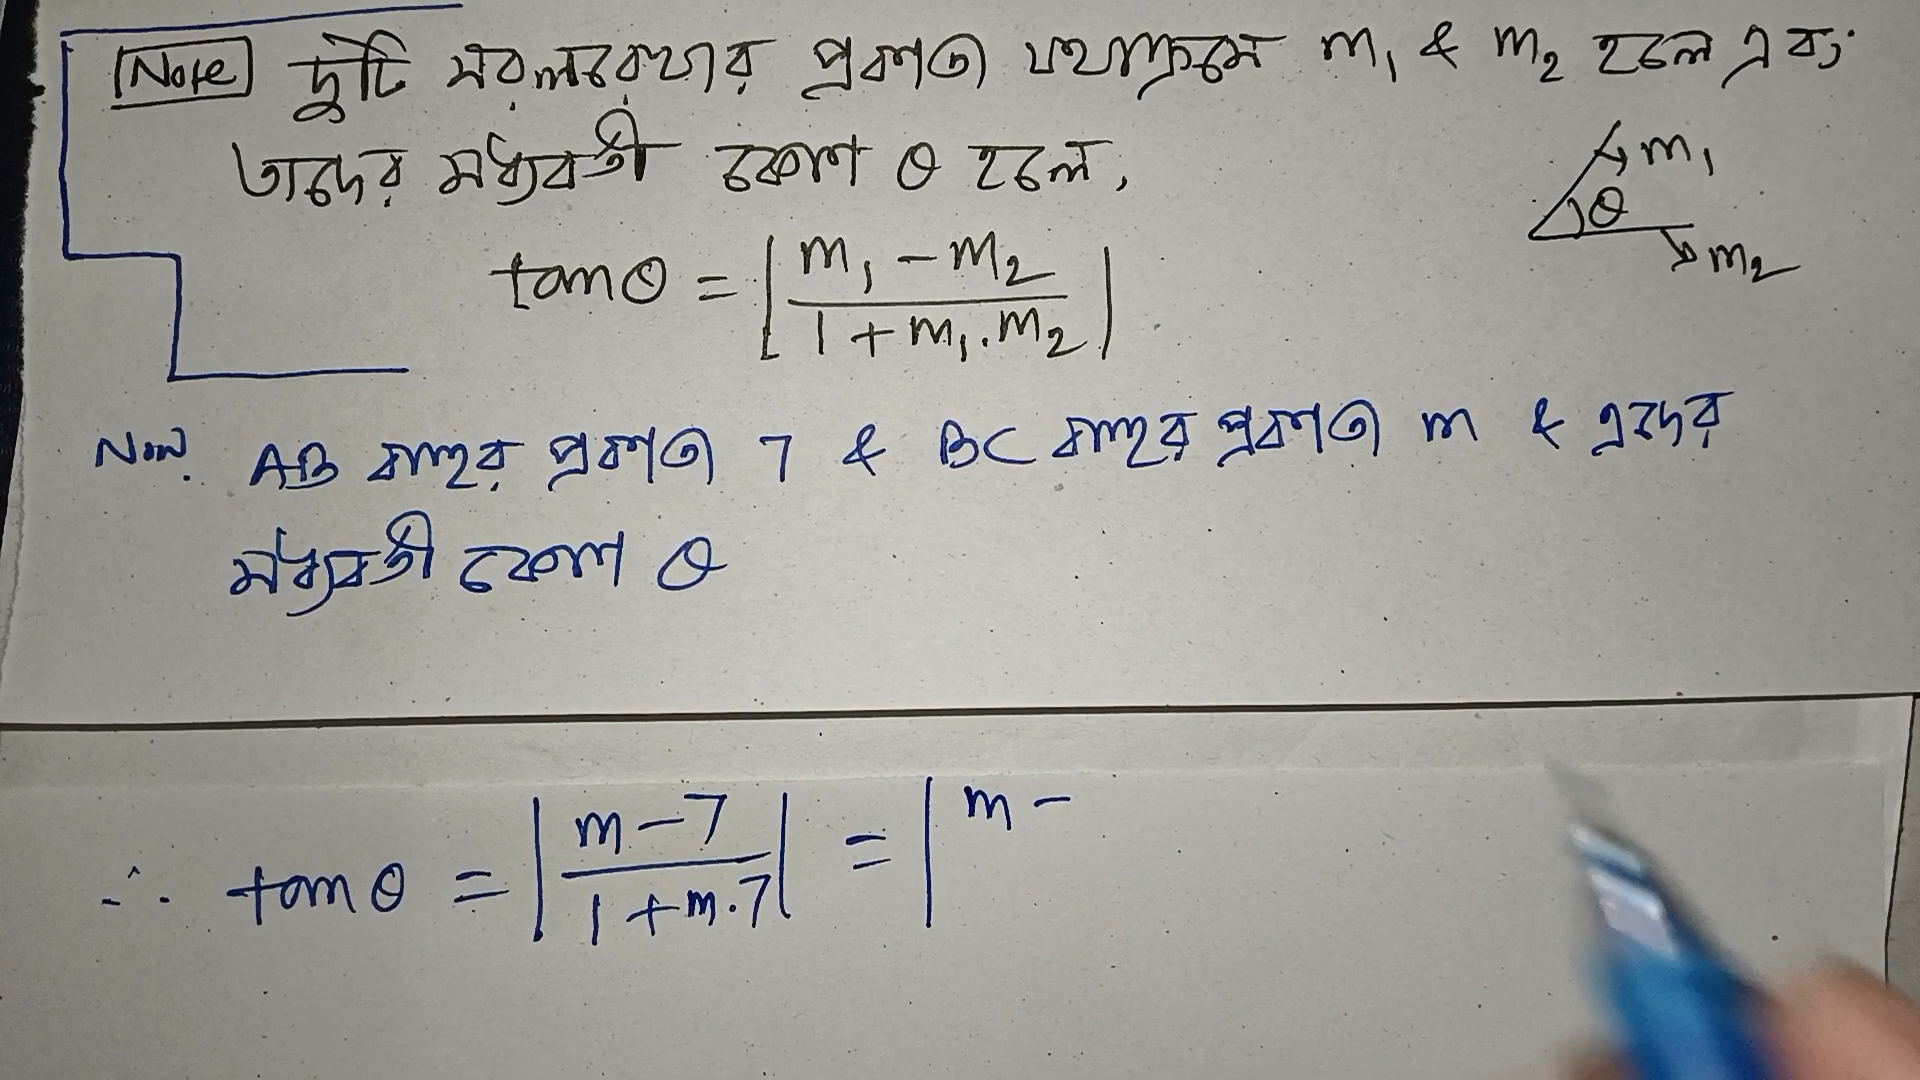 Note দুটি সরলরেখার প্রবণতা যথাক্রমে m₁ & m₂ হলে এবং
তাদের মধ্যবর্তী কোণ θ হলে,
m₁
θ
m₂
tanθ = |(m₁ - m₂)/(1 + m₁.m₂)|
Now. AB বাহুর প্রবণতা 7 & BC বাহুর প্রবণতা m & এদের
মধ্যবর্তী কোণ θ
∴ tanθ = |(m - 7)/(1 + m.7)| = |m -